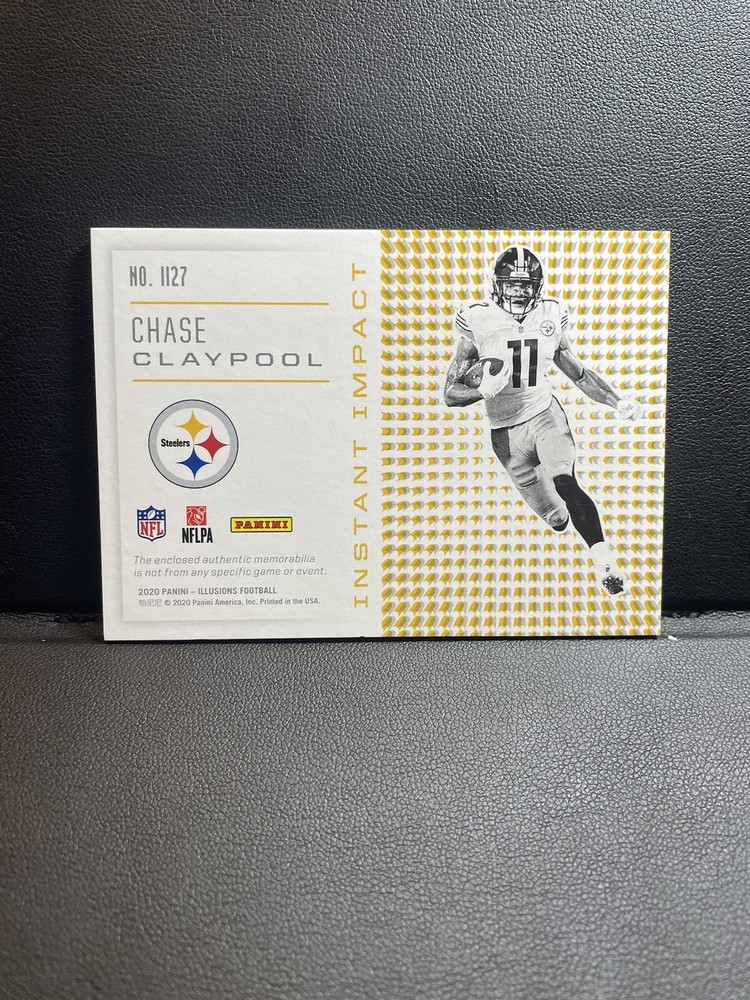 NO. II27
CHASE
CLAYPOOL
Steelers
NFL
NFLPA
PANINI
The enclosed authentic memorabilia
is not from any specific game or event.
2020 PANINI – ILLUSIONS FOOTBALL
帕尼尼 © 2020 Panini America, Inc. Printed in the USA.
INSTANT IMPACT
11